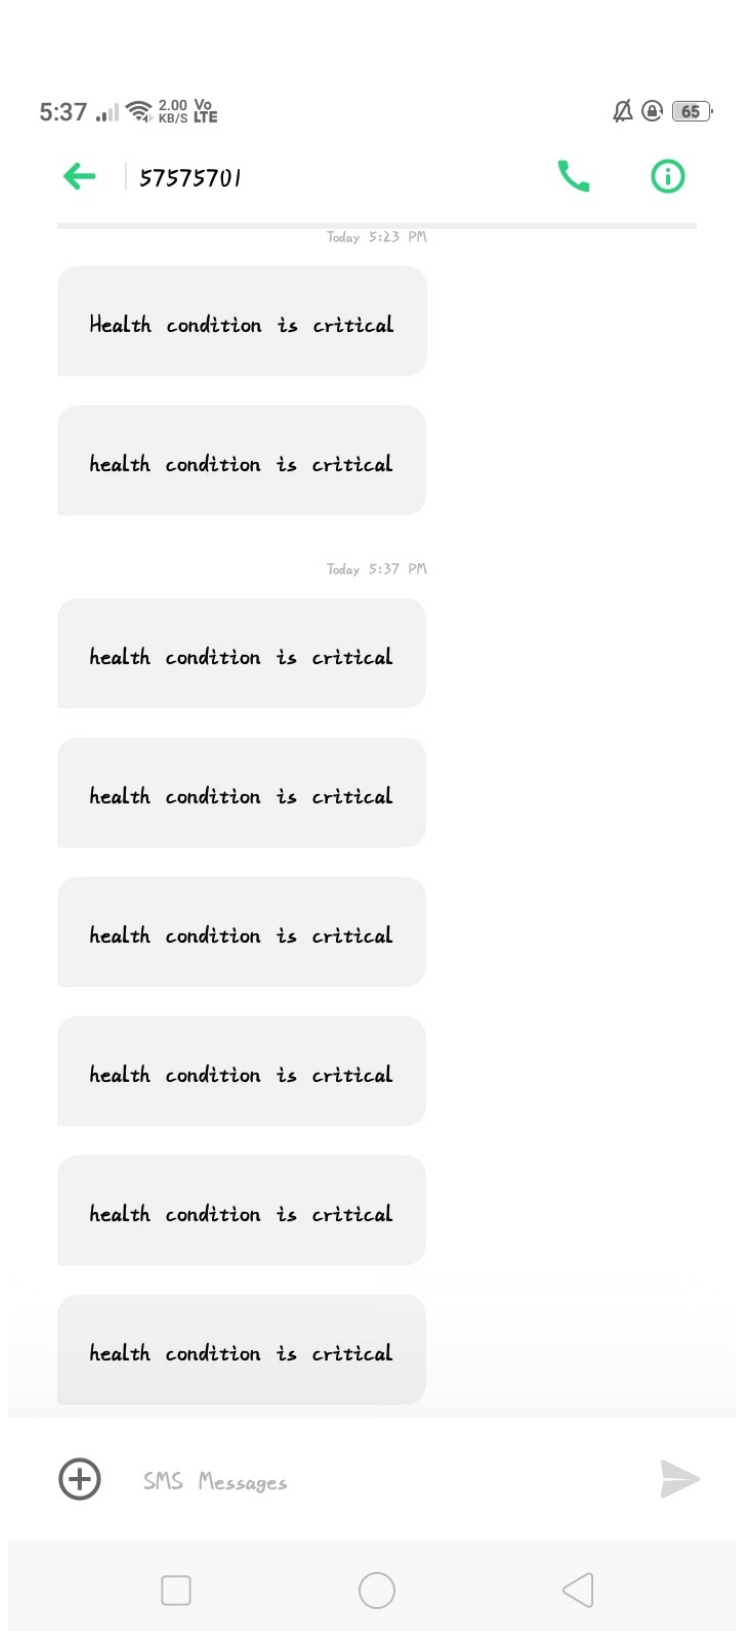 5:37 2.00 KB/S Vo LTE 65
57575701
Today 5:23 PM
Health condition is critical
health condition is critical
Today 5:37 PM
health condition is critical
health condition is critical
health condition is critical
health condition is critical
health condition is critical
health condition is critical
SMS Messages